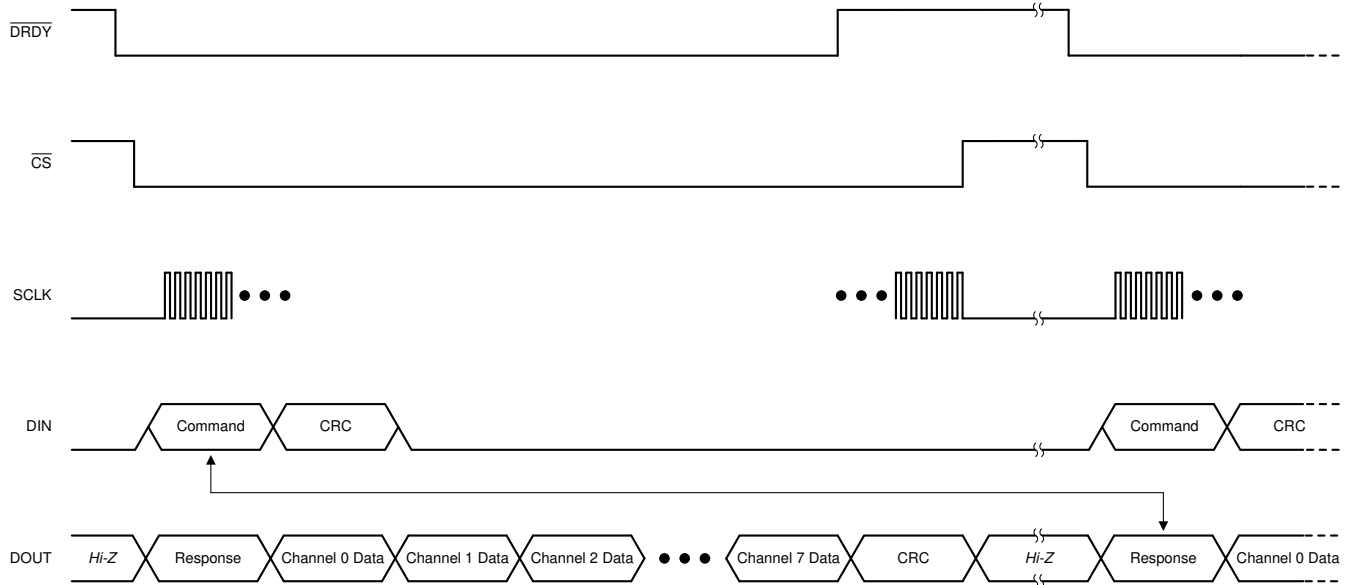 DRDY
CS
SCLK
DIN
Command
CRC
Command
CRC
DOUT
Hi-Z
Response
Channel 0 Data
Channel 1 Data
Channel 2 Data
Channel 7 Data
CRC
Hi-Z
Response
Channel 0 Data